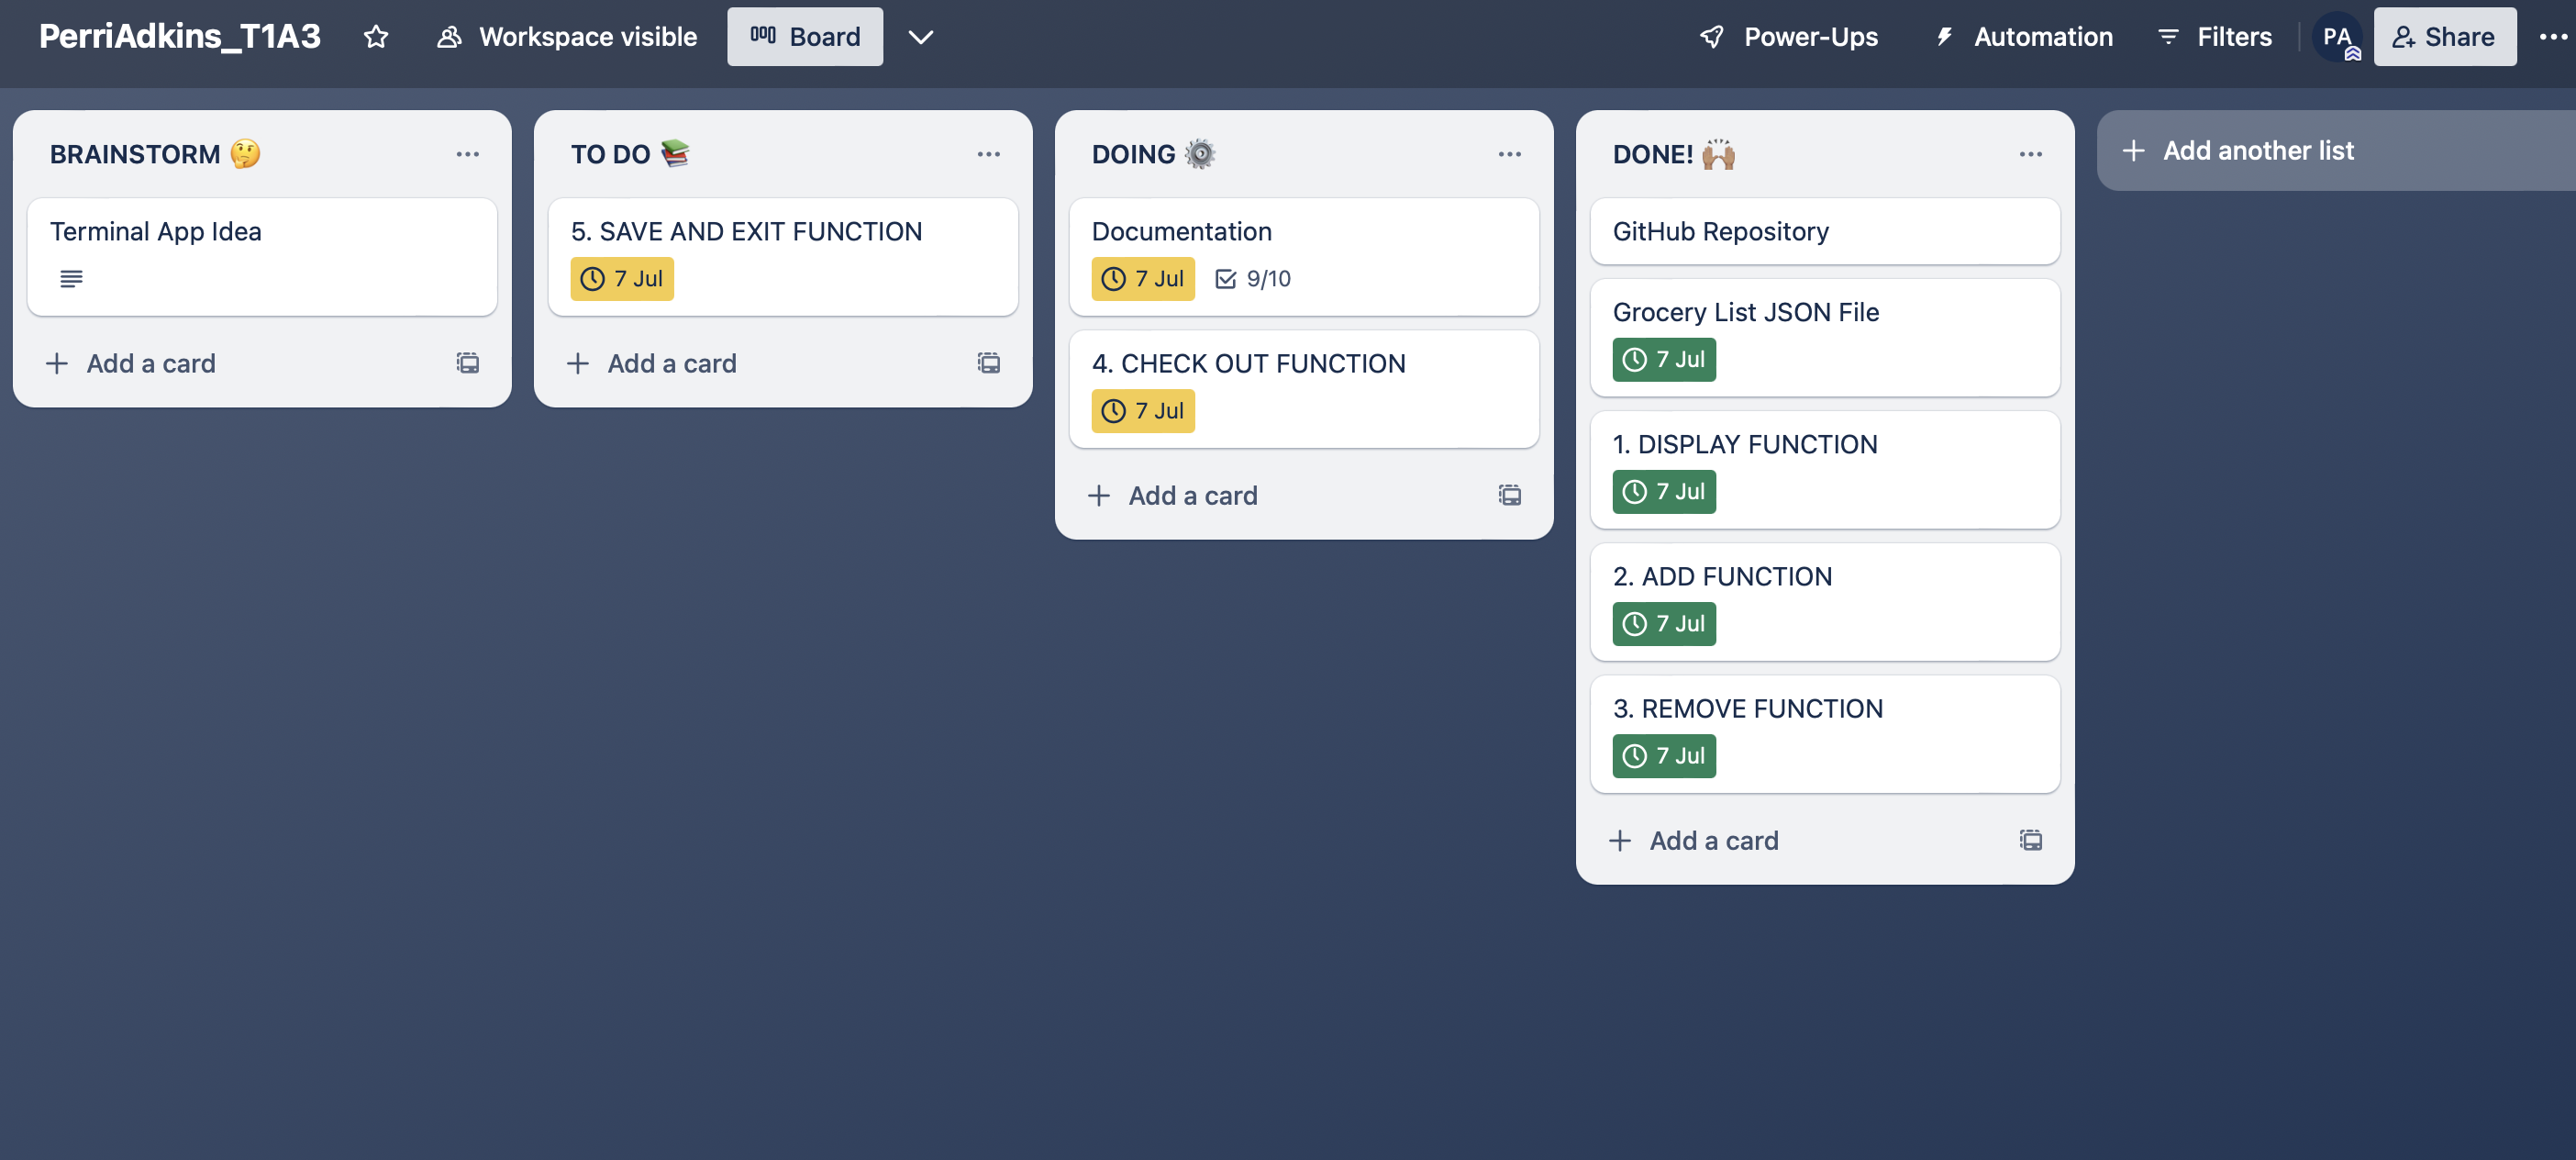 PerriAdkins_T1A3
Workspace visible
Board
Power-Ups
Automation
Filters
PA
Share
BRAINSTORM 🤔
Terminal App Idea
Add a card
TO DO 📚
5. SAVE AND EXIT FUNCTION
7 Jul
Add a card
DOING ⚙️
Documentation
7 Jul 9/10
4. CHECK OUT FUNCTION
7 Jul
Add a card
DONE! 🙌🏽
GitHub Repository
Grocery List JSON File
7 Jul
1. DISPLAY FUNCTION
7 Jul
2. ADD FUNCTION
7 Jul
3. REMOVE FUNCTION
7 Jul
Add a card
Add another list